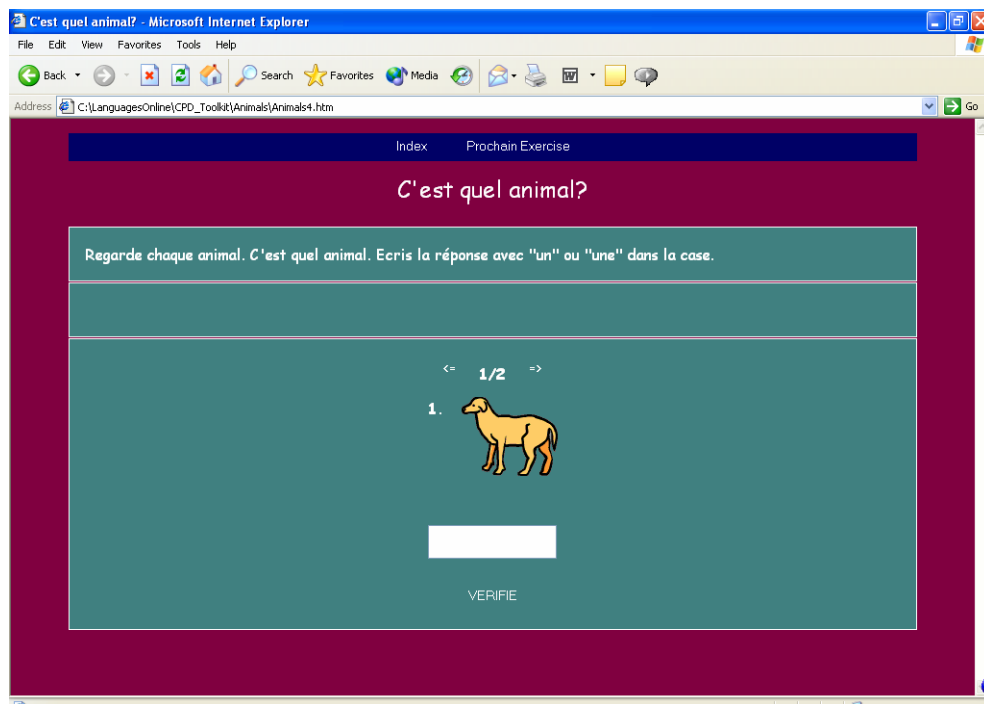 C'est quel animal? - Microsoft Internet Explorer
File Edit View Favorites Tools Help
Back Search Favorites Media
Address C:\LanguagesOnline\CPD_Toolkit\Animals\Animals4.htm Go
Index Prochain Exercise
C'est quel animal?
Regarde chaque animal. C'est quel animal. Ecris la réponse avec "un" ou "une" dans la case.
<= 1/2 =>
1.
VERIFIE